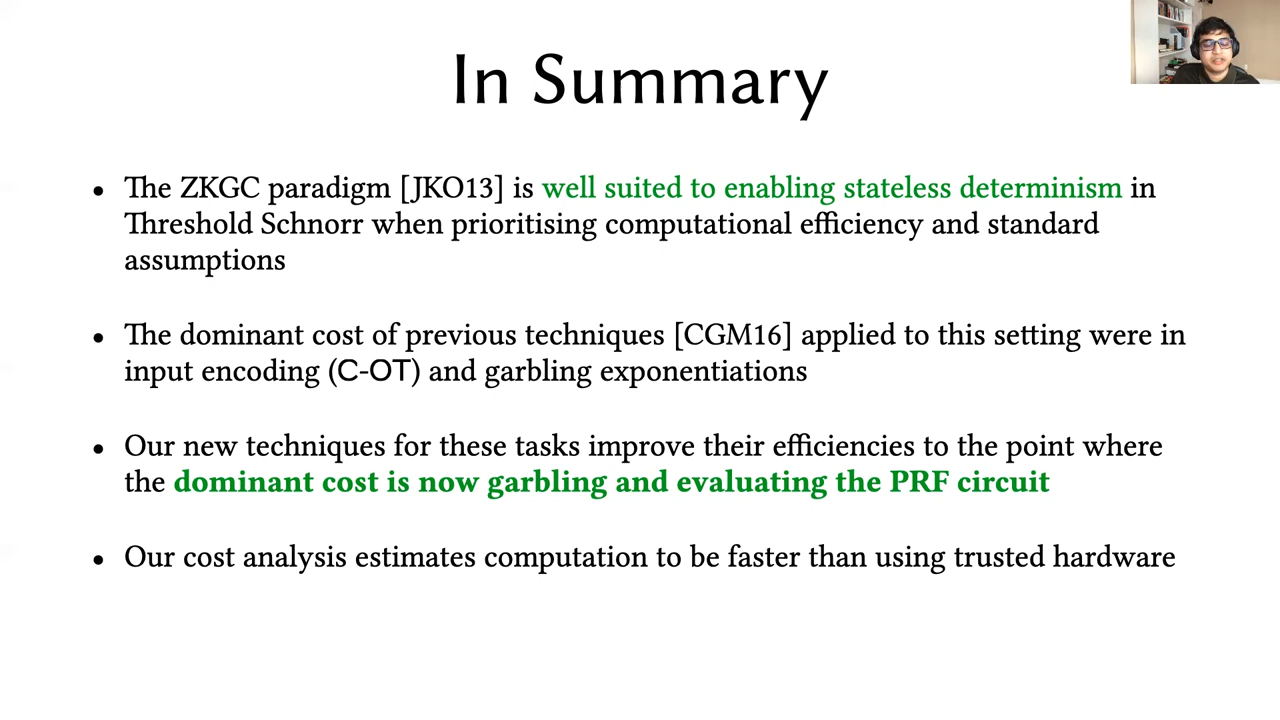 In Summary
• The ZKGC paradigm [JKO13] is well suited to enabling stateless determinism in
Threshold Schnorr when prioritising computational efficiency and standard
assumptions
• The dominant cost of previous techniques [CGM16] applied to this setting were in
input encoding (C-OT) and garbling exponentiations
• Our new techniques for these tasks improve their efficiencies to the point where
the dominant cost is now garbling and evaluating the PRF circuit
• Our cost analysis estimates computation to be faster than using trusted hardware